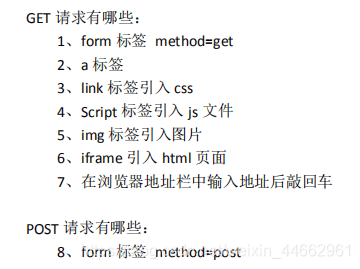 GET 请求有哪些：
1、form 标签 method=get
2、a 标签
3、link 标签引入 css
4、Script 标签引入 js 文件
5、img 标签引入图片
6、iframe 引入 html 页面
7、在浏览器地址栏中输入地址后敲回车
POST 请求有哪些：
8、form 标签 method=post